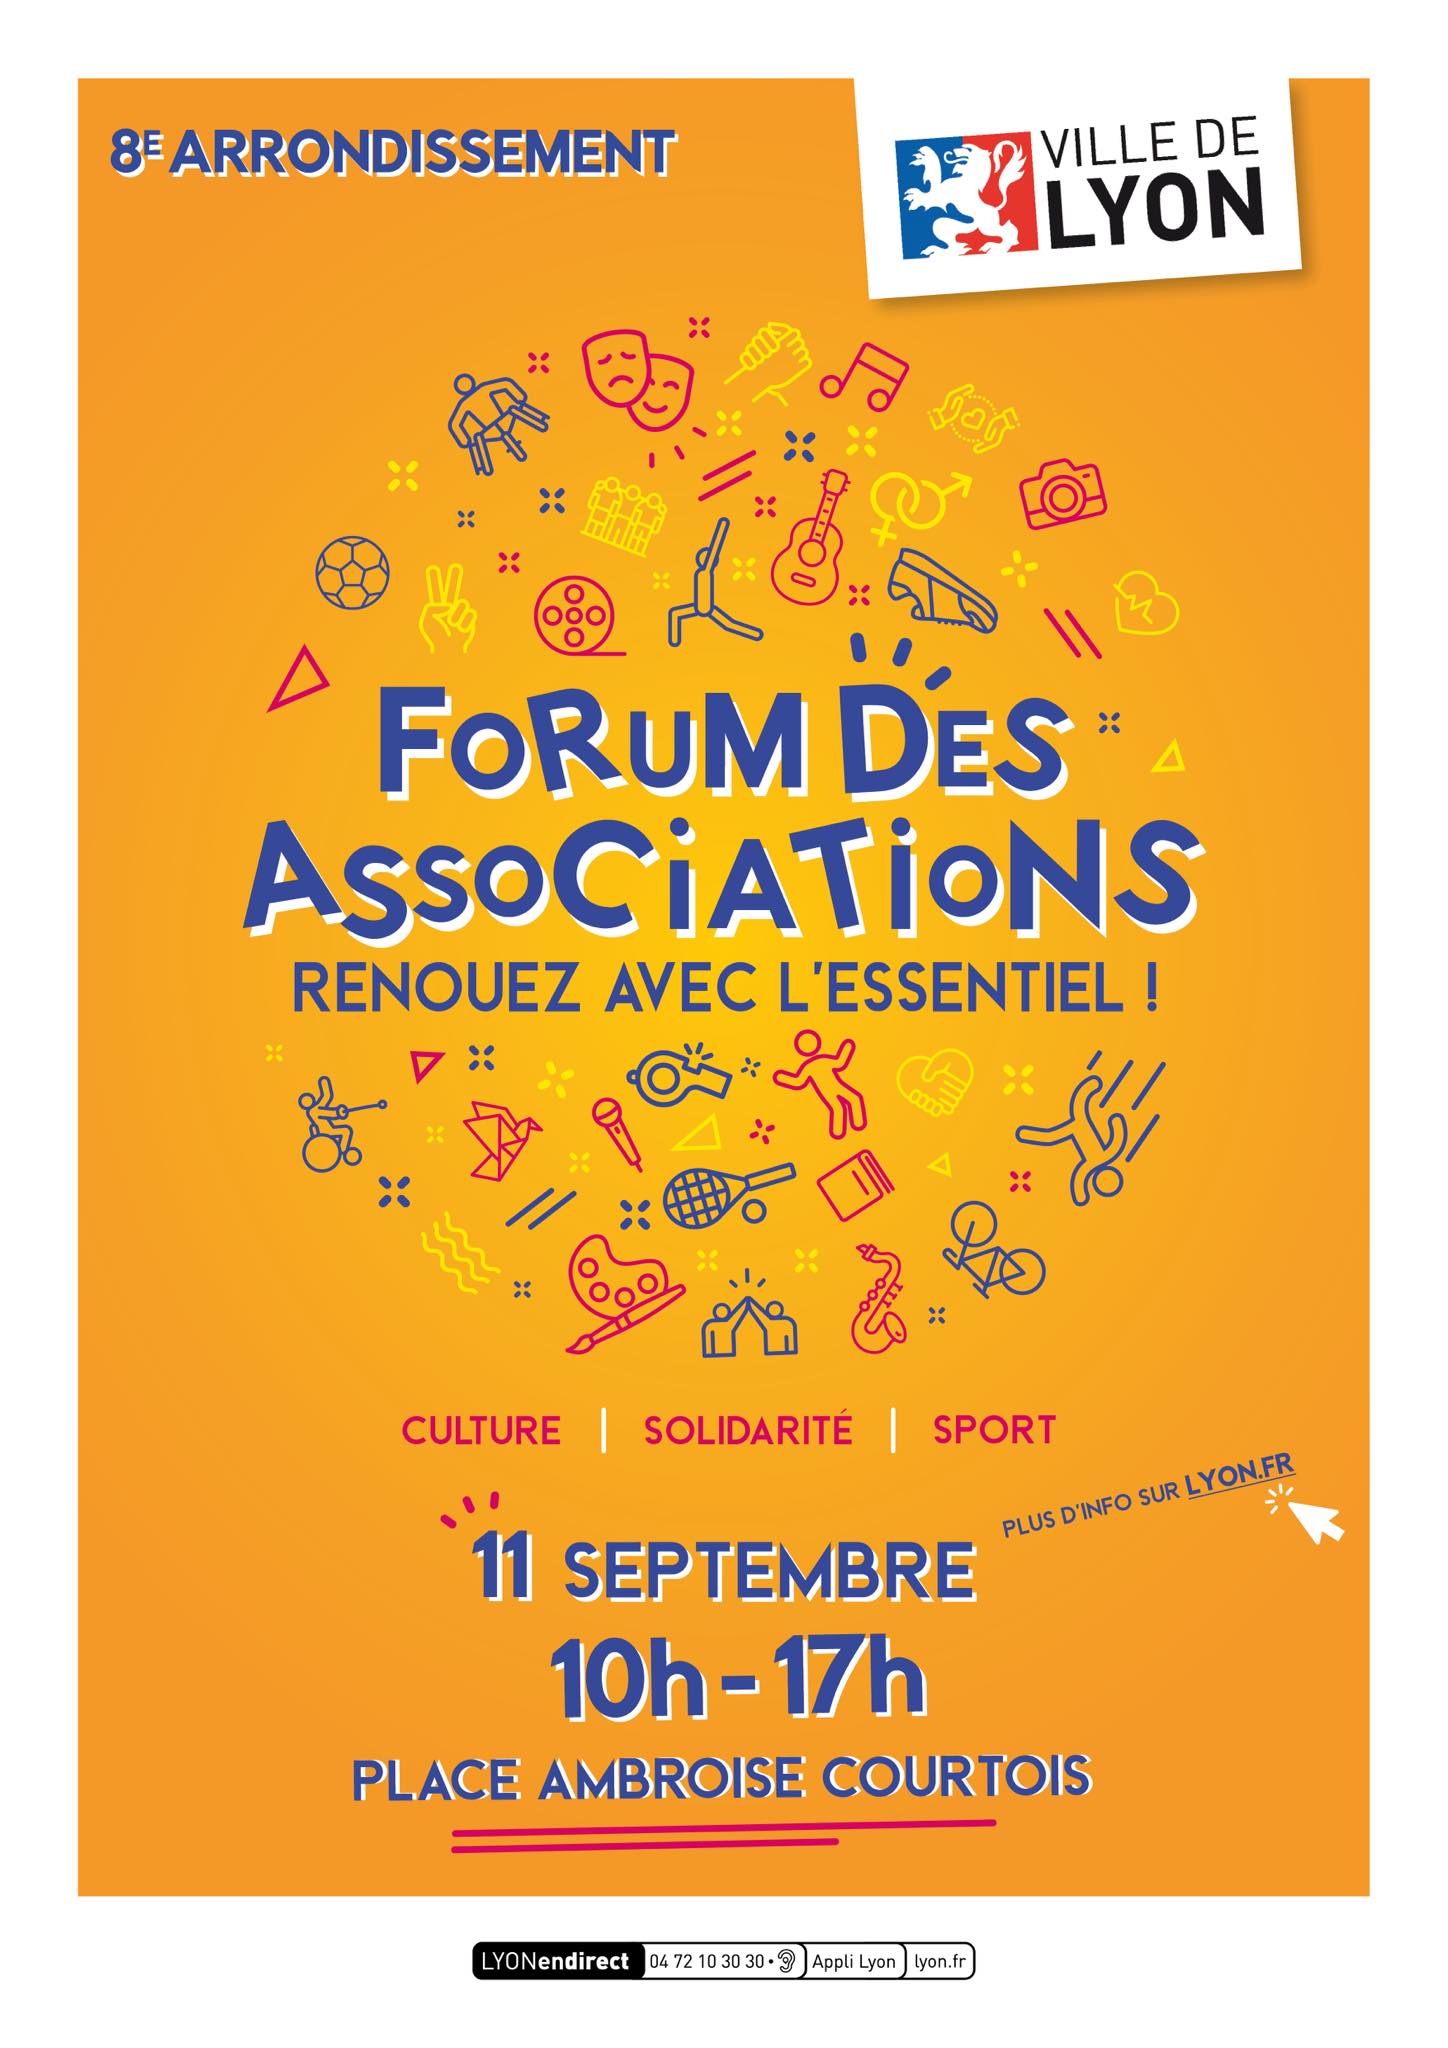 8E ARRONDISSEMENT
VILLE DE
LYON
FORUM DES
ASSOCiATiONS
RENOUEZ AVEC L'ESSENTIEL !
CULTURE | SOLIDARITÉ | SPORT
PLUS D'INFO SUR LYON.FR
11 SEPTEMBRE
10h - 17h
PLACE AMBROISE COURTOIS
LYONendirect 04 72 10 30 30 • Appli Lyon lyon.fr